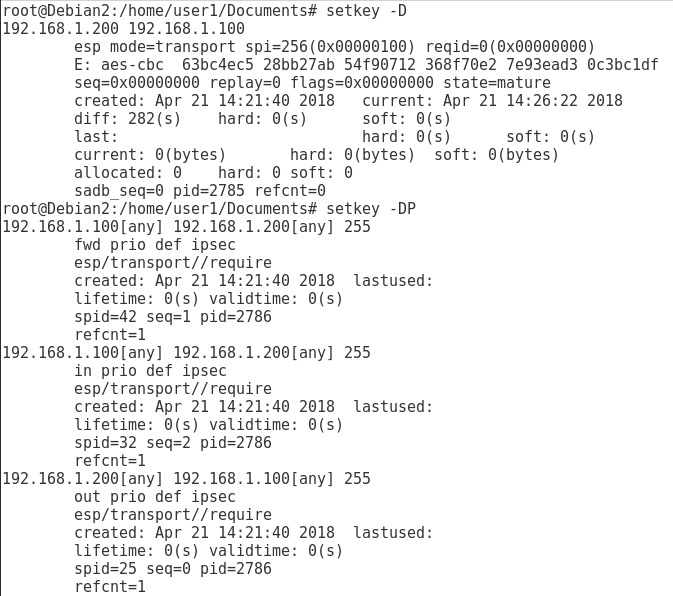 root@Debian2:/home/user1/Documents# setkey -D
192.168.1.200 192.168.1.100
esp mode=transport spi=256(0x00000100) reqid=0(0x00000000)
E: aes-cbc  63bc4ec5 28bb27ab 54f90712 368f70e2 7e93ead3 0c3bc1df
seq=0x00000000 replay=0 flags=0x00000000 state=mature
created: Apr 21 14:21:40 2018   current: Apr 21 14:26:22 2018
diff: 282(s)    hard: 0(s)      soft: 0(s)
last:                           hard: 0(s)      soft: 0(s)
current: 0(bytes)       hard: 0(bytes)  soft: 0(bytes)
allocated: 0    hard: 0 soft: 0
sadb_seq=0 pid=2785 refcnt=0
root@Debian2:/home/user1/Documents# setkey -DP
192.168.1.100[any] 192.168.1.200[any] 255
fwd prio def ipsec
esp/transport//require
created: Apr 21 14:21:40 2018  lastused:
lifetime: 0(s) validtime: 0(s)
spid=42 seq=1 pid=2786
refcnt=1
192.168.1.100[any] 192.168.1.200[any] 255
in prio def ipsec
esp/transport//require
created: Apr 21 14:21:40 2018  lastused:
lifetime: 0(s) validtime: 0(s)
spid=32 seq=2 pid=2786
refcnt=1
192.168.1.200[any] 192.168.1.100[any] 255
out prio def ipsec
esp/transport//require
created: Apr 21 14:21:40 2018  lastused:
lifetime: 0(s) validtime: 0(s)
spid=25 seq=0 pid=2786
refcnt=1